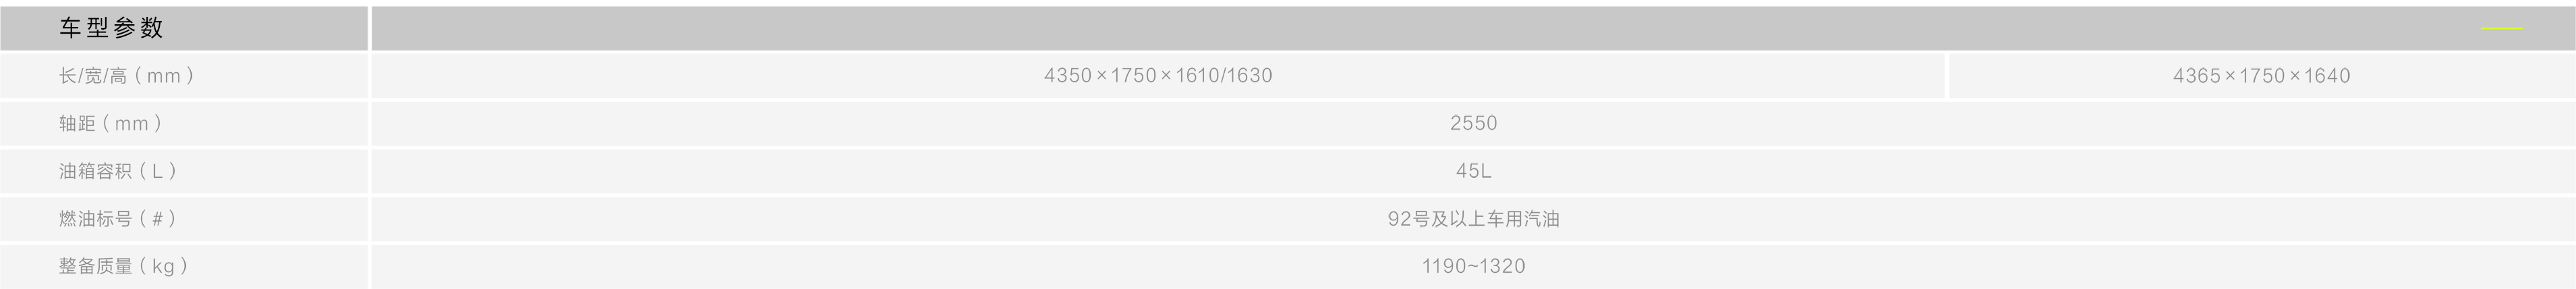 车型参数
长/宽/高（mm） 4350×1750×1610/1630 4365×1750×1640
轴距（mm） 2550
油箱容积（L） 45L
燃油标号（#） 92号及以上车用汽油
整备质量（kg） 1190~1320